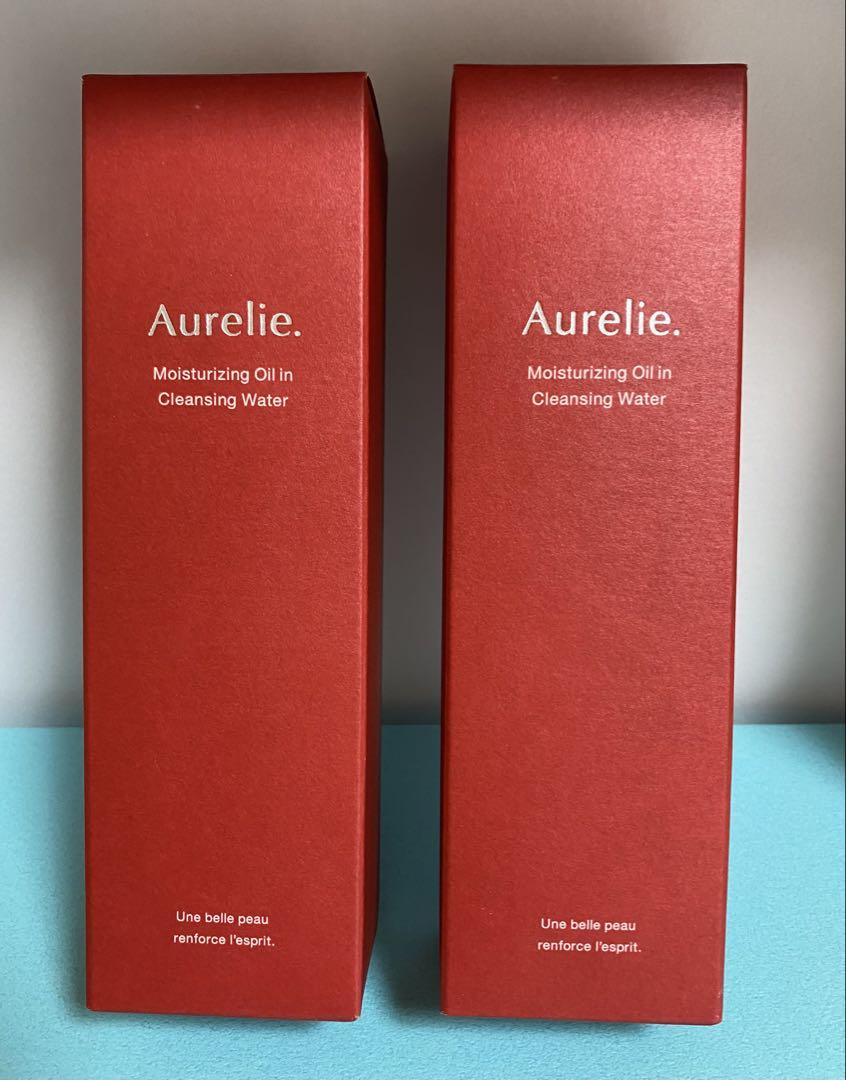 Aurelie.
Moisturizing Oil in
Cleansing Water
Une belle peau
renforce l'esprit.
Aurelie.
Moisturizing Oil in
Cleansing Water
Une belle peau
renforce l'esprit.